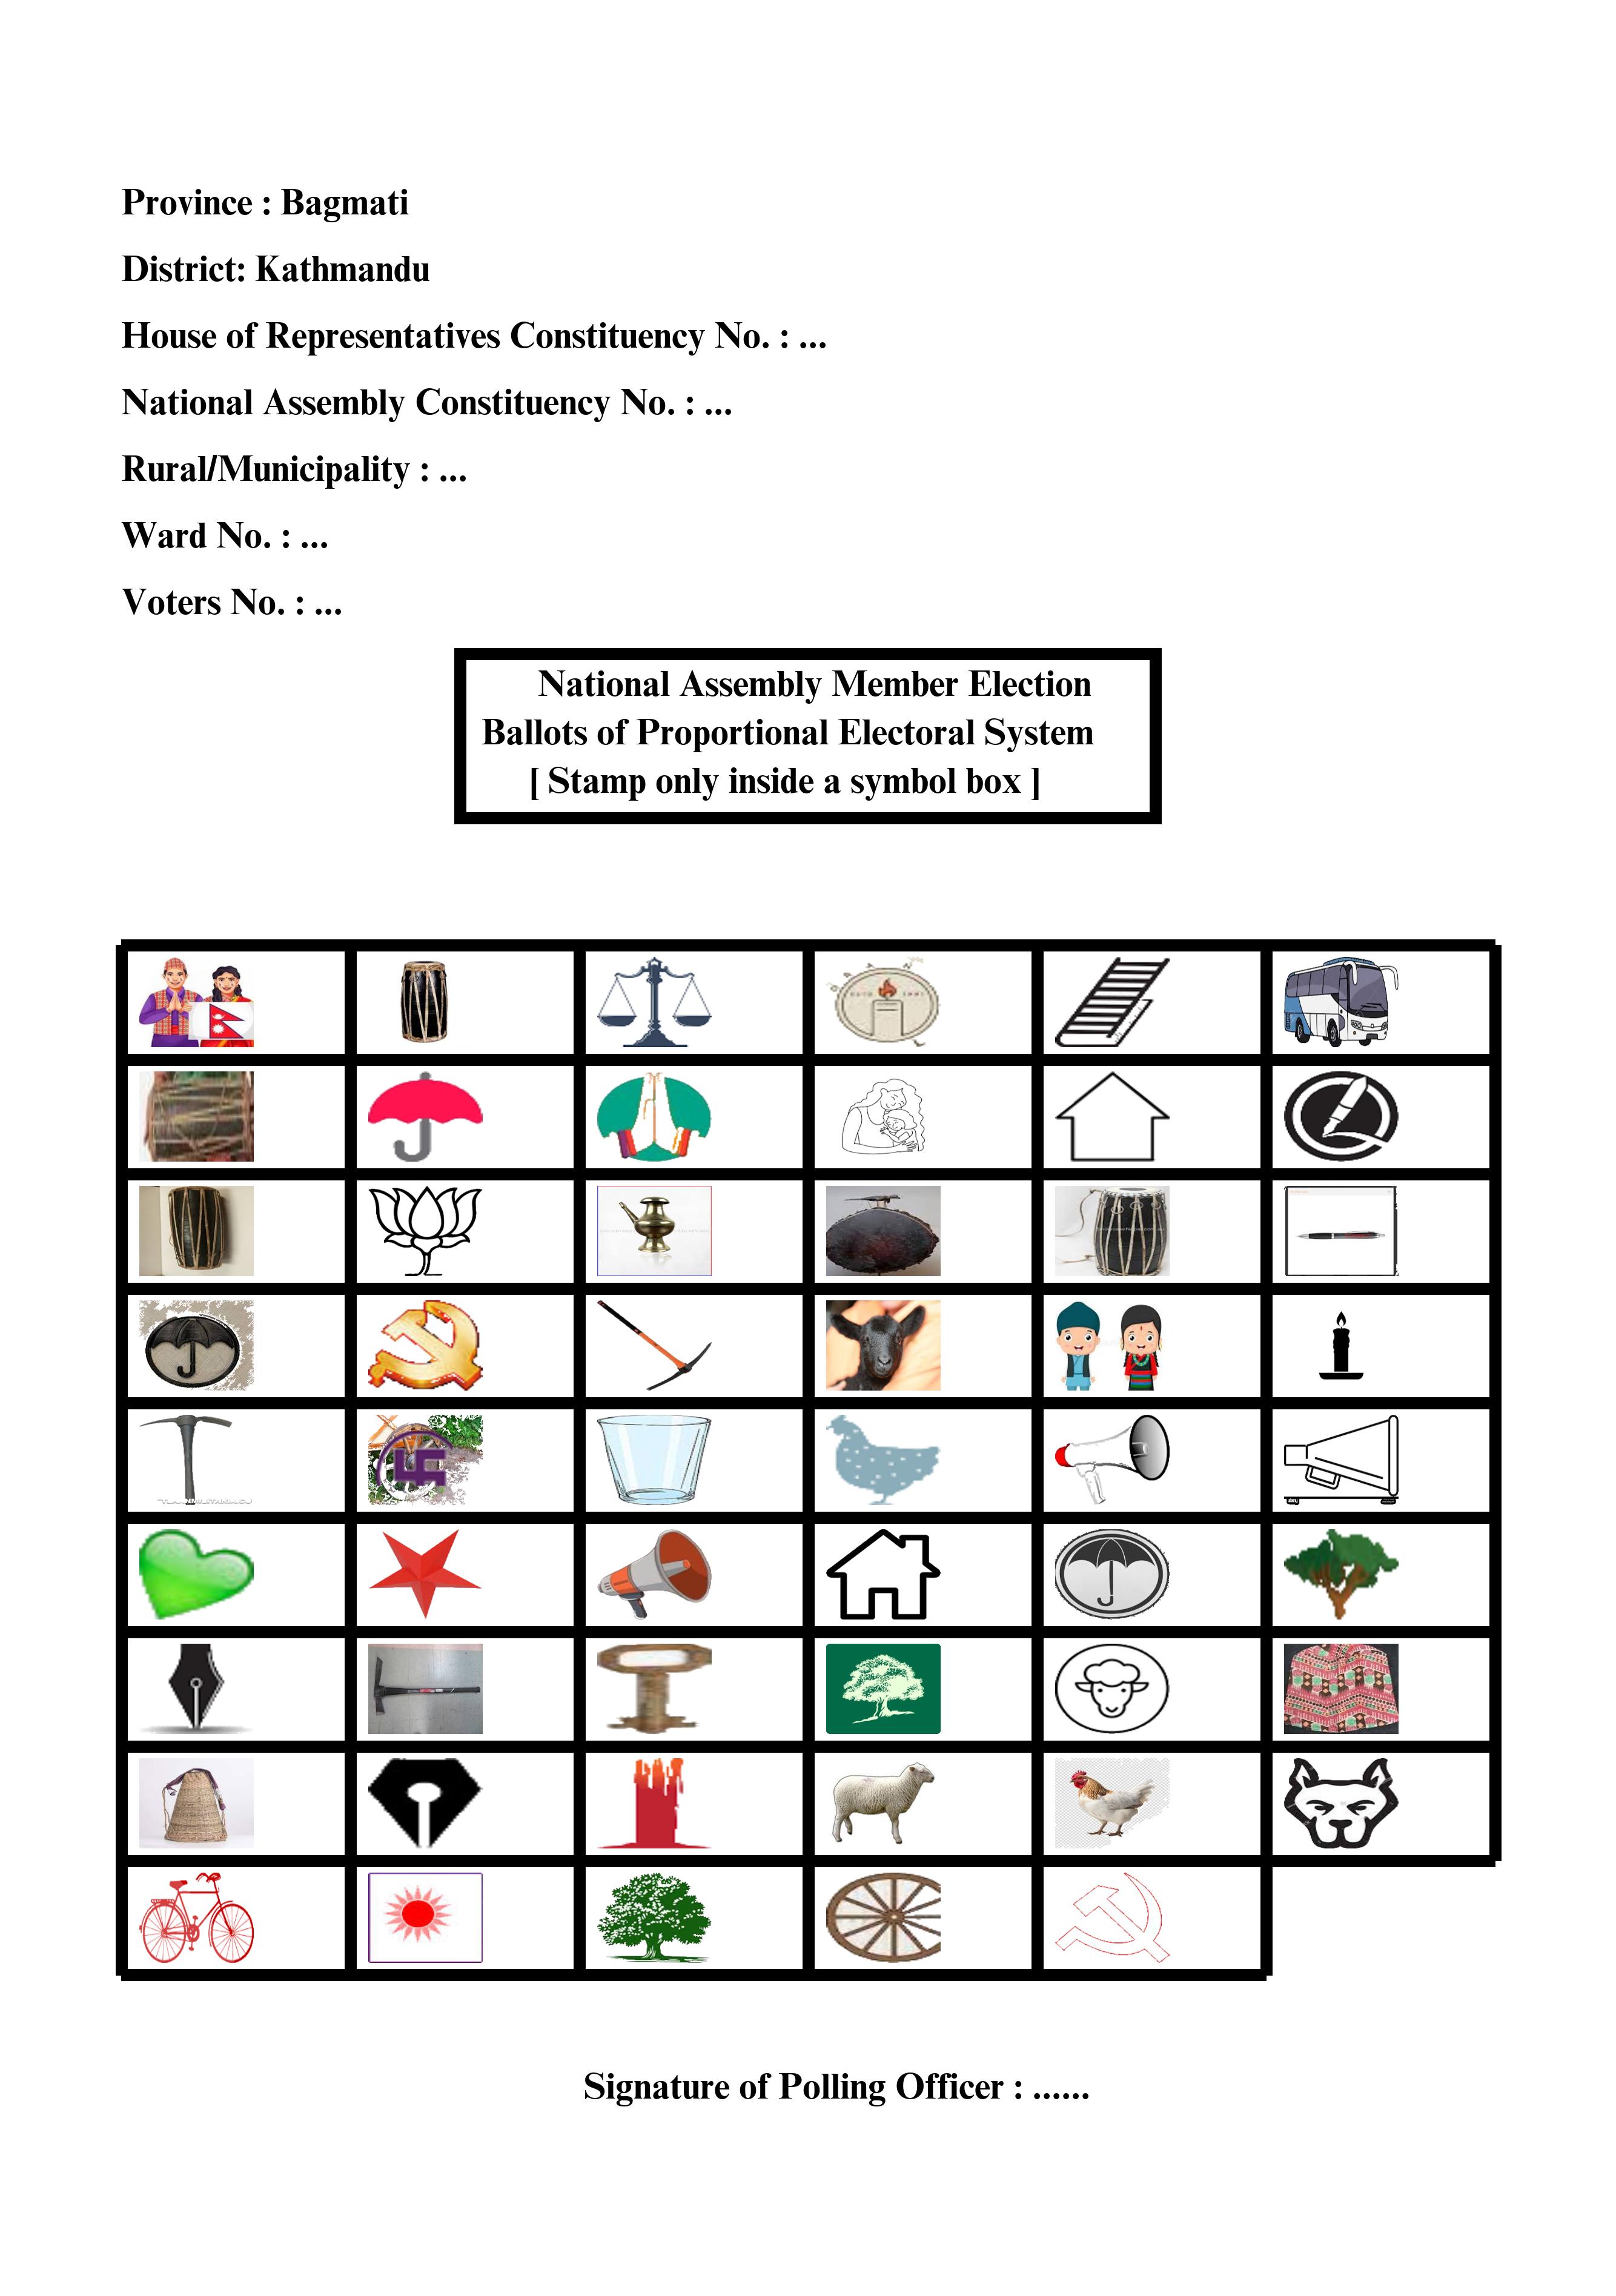 Province : Bagmati
District: Kathmandu
House of Representatives Constituency No. : ...
National Assembly Constituency No. : ...
Rural/Municipality : ...
Ward No. : ...
Voters No. : ...
National Assembly Member Election
Ballots of Proportional Electoral System
[ Stamp only inside a symbol box ]
Signature of Polling Officer : ......